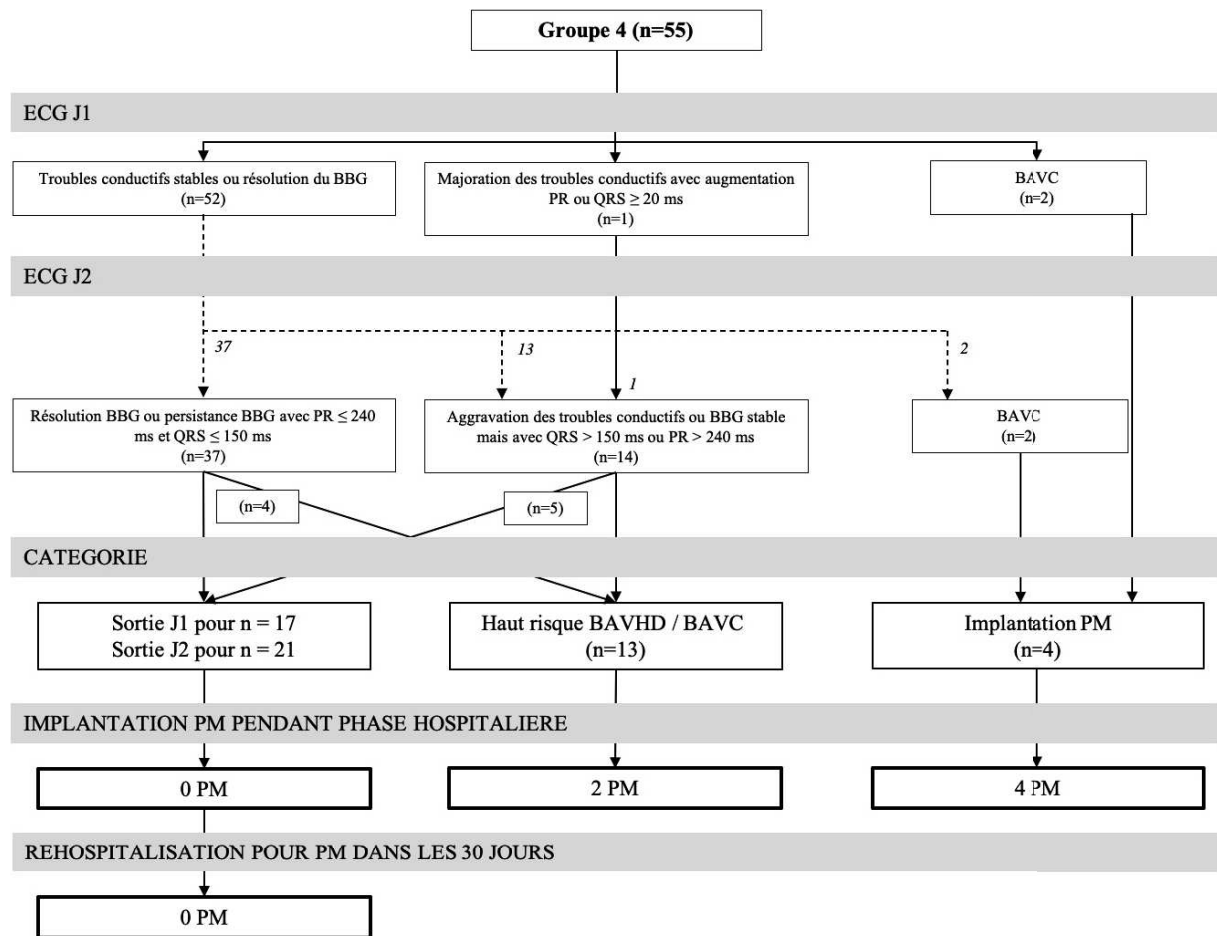 Groupe 4 (n=55)
ECG J1
Troubles conductifs stables ou résolution du BBG
(n=52)
Majoration des troubles conductifs avec augmentation
PR ou QRS ≥ 20 ms
(n=1)
BAVC
(n=2)
ECG J2
37
13
1
2
Résolution BBG ou persistance BBG avec PR ≤ 240
ms et QRS ≤ 150 ms
(n=37)
Aggravation des troubles conductifs ou BBG stable
mais avec QRS > 150 ms ou PR > 240 ms
(n=14)
BAVC
(n=2)
(n=4)
(n=5)
CATEGORIE
Sortie J1 pour n = 17
Sortie J2 pour n = 21
Haut risque BAVHD / BAVC
(n=13)
Implantation PM
(n=4)
IMPLANTATION PM PENDANT PHASE HOSPITALIERE
0 PM
2 PM
4 PM
REHOSPITALISATION POUR PM DANS LES 30 JOURS
0 PM